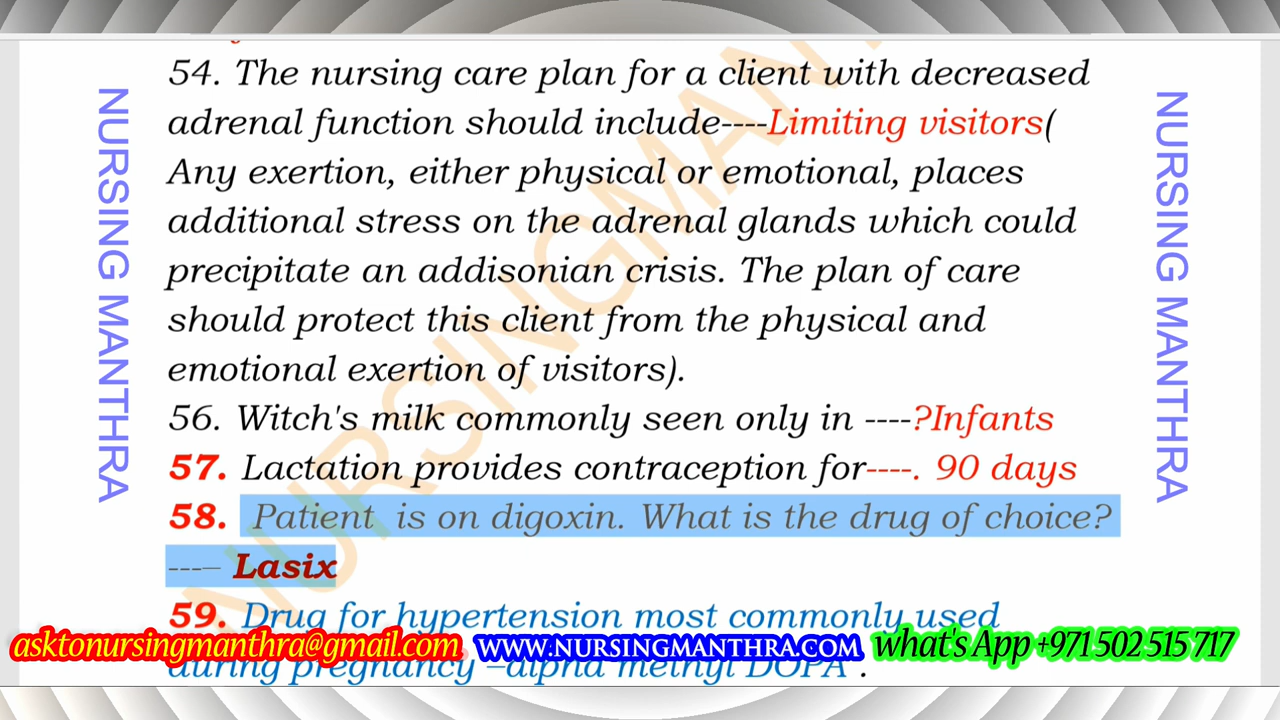 54. The nursing care plan for a client with decreased
adrenal function should include----Limiting visitors(
Any exertion, either physical or emotional, places
additional stress on the adrenal glands which could
precipitate an addisonian crisis. The plan of care
should protect this client from the physical and
emotional exertion of visitors).
56. Witch's milk commonly seen only in ----?Infants
57. Lactation provides contraception for----. 90 days
58. Patient is on digoxin. What is the drug of choice?
---– Lasix
59. Drug for hypertension most commonly used
during pregnancy –alpha methyl DOPA .
NURSING MANTHRA
NURSING MANTHRA
NURSINGMANT
asktonursingmanthra@gmail.com
WWW.NURSINGMANTHRA.COM
what's App +971 502 515 717